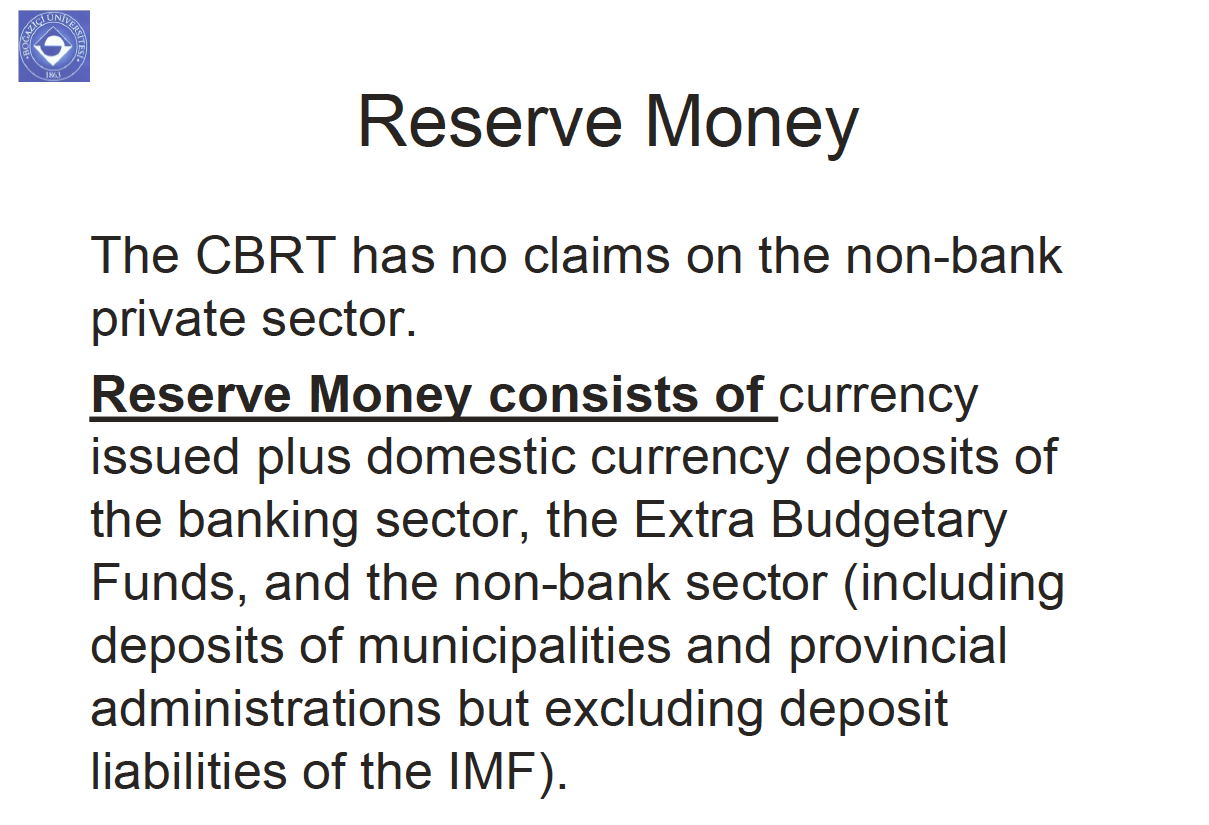 BOĞAZİÇİ ÜNİVERSİTESİ
1863
Reserve Money
The CBRT has no claims on the non-bank
private sector.
Reserve Money consists of currency
issued plus domestic currency deposits of
the banking sector, the Extra Budgetary
Funds, and the non-bank sector (including
deposits of municipalities and provincial
administrations but excluding deposit
liabilities of the IMF).